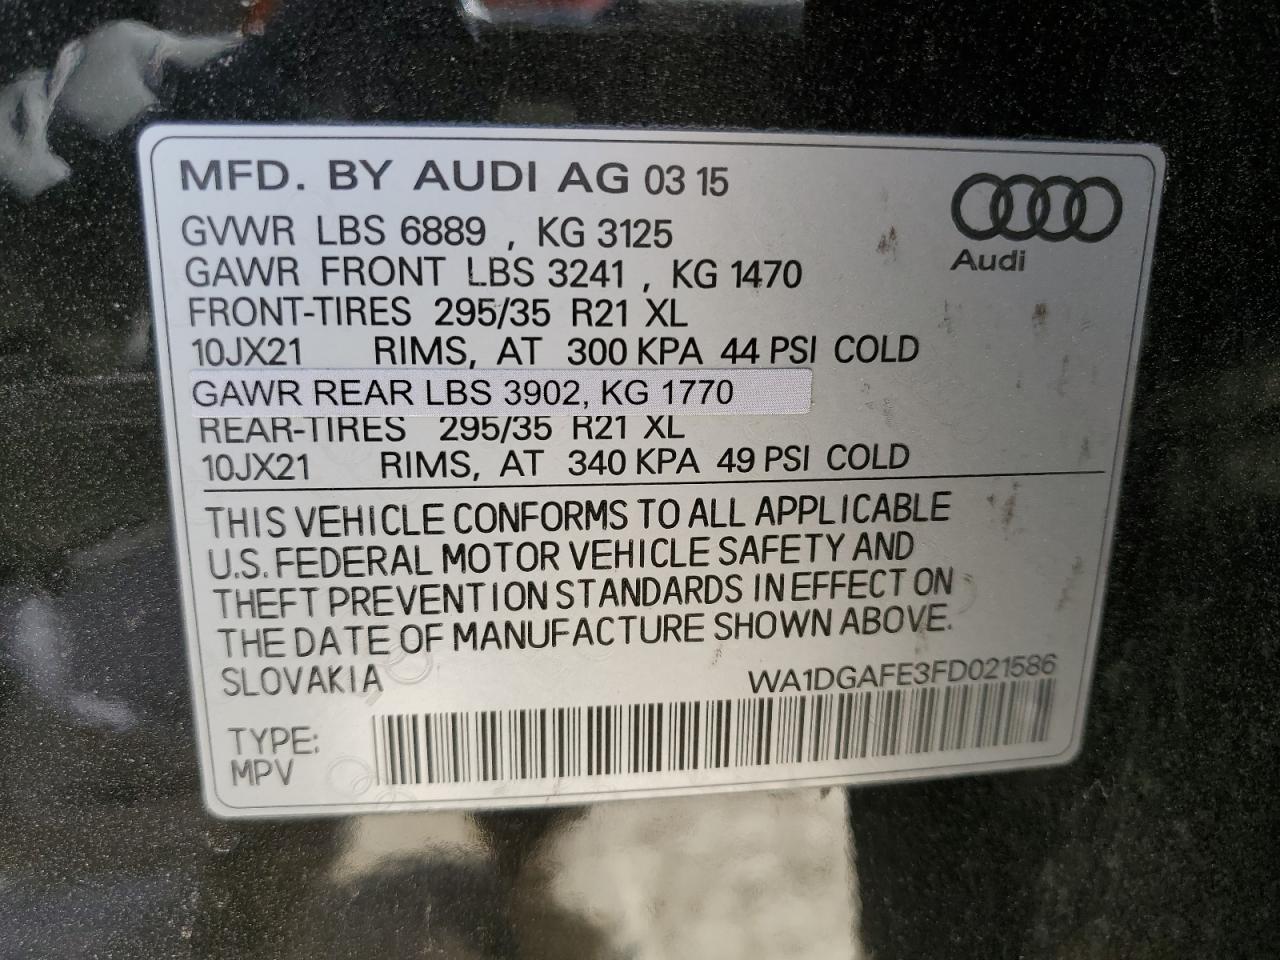 MFD. BY AUDI AG 03 15
GVWR LBS 6889 , KG 3125
Audi
GAWR FRONT LBS 3241 , KG 1470
FRONT-TIRES 295/35 R21 XL
10JX21 RIMS, AT 300 KPA 44 PSI COLD
GAWR REAR LBS 3902, KG 1770
REAR-TIRES 295/35 R21 XL
10JX21 RIMS, AT 340 KPA 49 PSI COLD
THIS VEHICLE CONFORMS TO ALL APPLICABLE
U.S. FEDERAL MOTOR VEHICLE SAFETY AND
THEFT PREVENTION STANDARDS IN EFFECT ON
THE DATE OF MANUFACTURE SHOWN ABOVE.
SLOVAKIA WA1DGAFE3FD021586
TYPE:
MPV